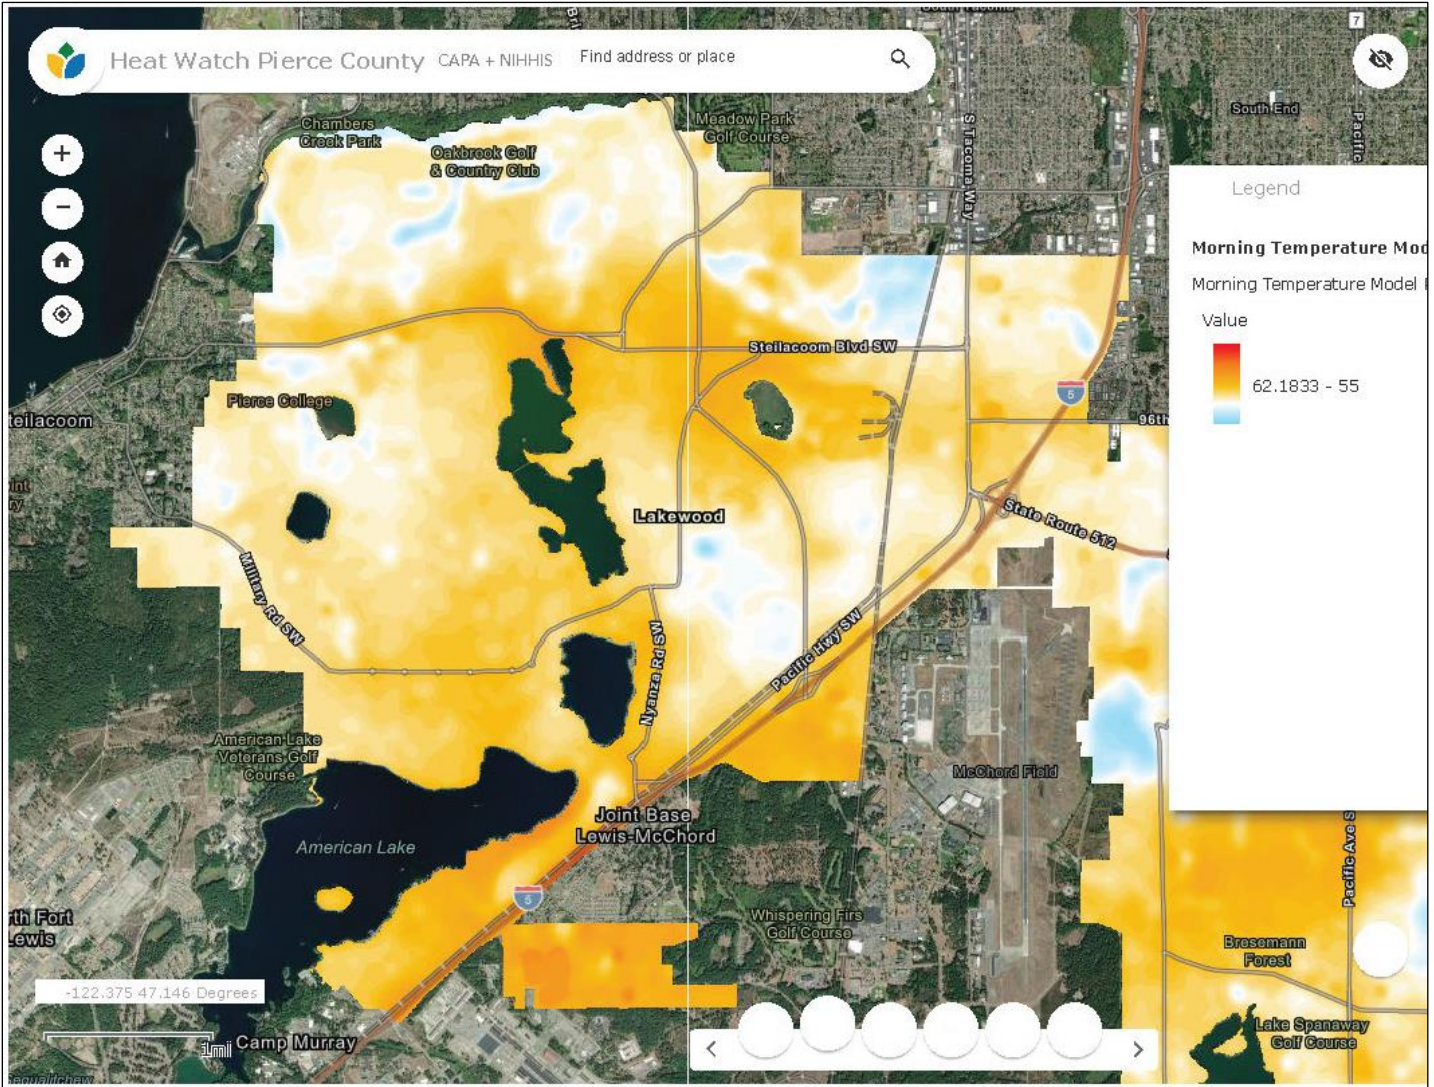 South Tacoma
7
Heat Watch Pierce County CAPA + NIHHIS Find address or place
South End
Pacific
Chambers
Creek Park
Oakbrook Golf
& Country Club
Meadow Park
Golf Course
S Tacoma Way
Legend
Morning Temperature Mod
Morning Temperature Model
Value
62.1833 - 55
Steilacoom Blvd SW
5
Pierce College
teilacoom
96th
Lakewood
State Route 512
Military Rd SW
Nyanza Rd SW
Pacific Hwy SW
American Lake
Veterans Golf
Course
McChord Field
Joint Base
Lewis-McChord
American Lake
5
Pacific Ave S
rth Fort
Lewis
Whispering Firs
Golf Course
Bresemann
Forest
-122.375 47.146 Degrees
1mi
Camp Murray
Lake Spanaway
Golf Course